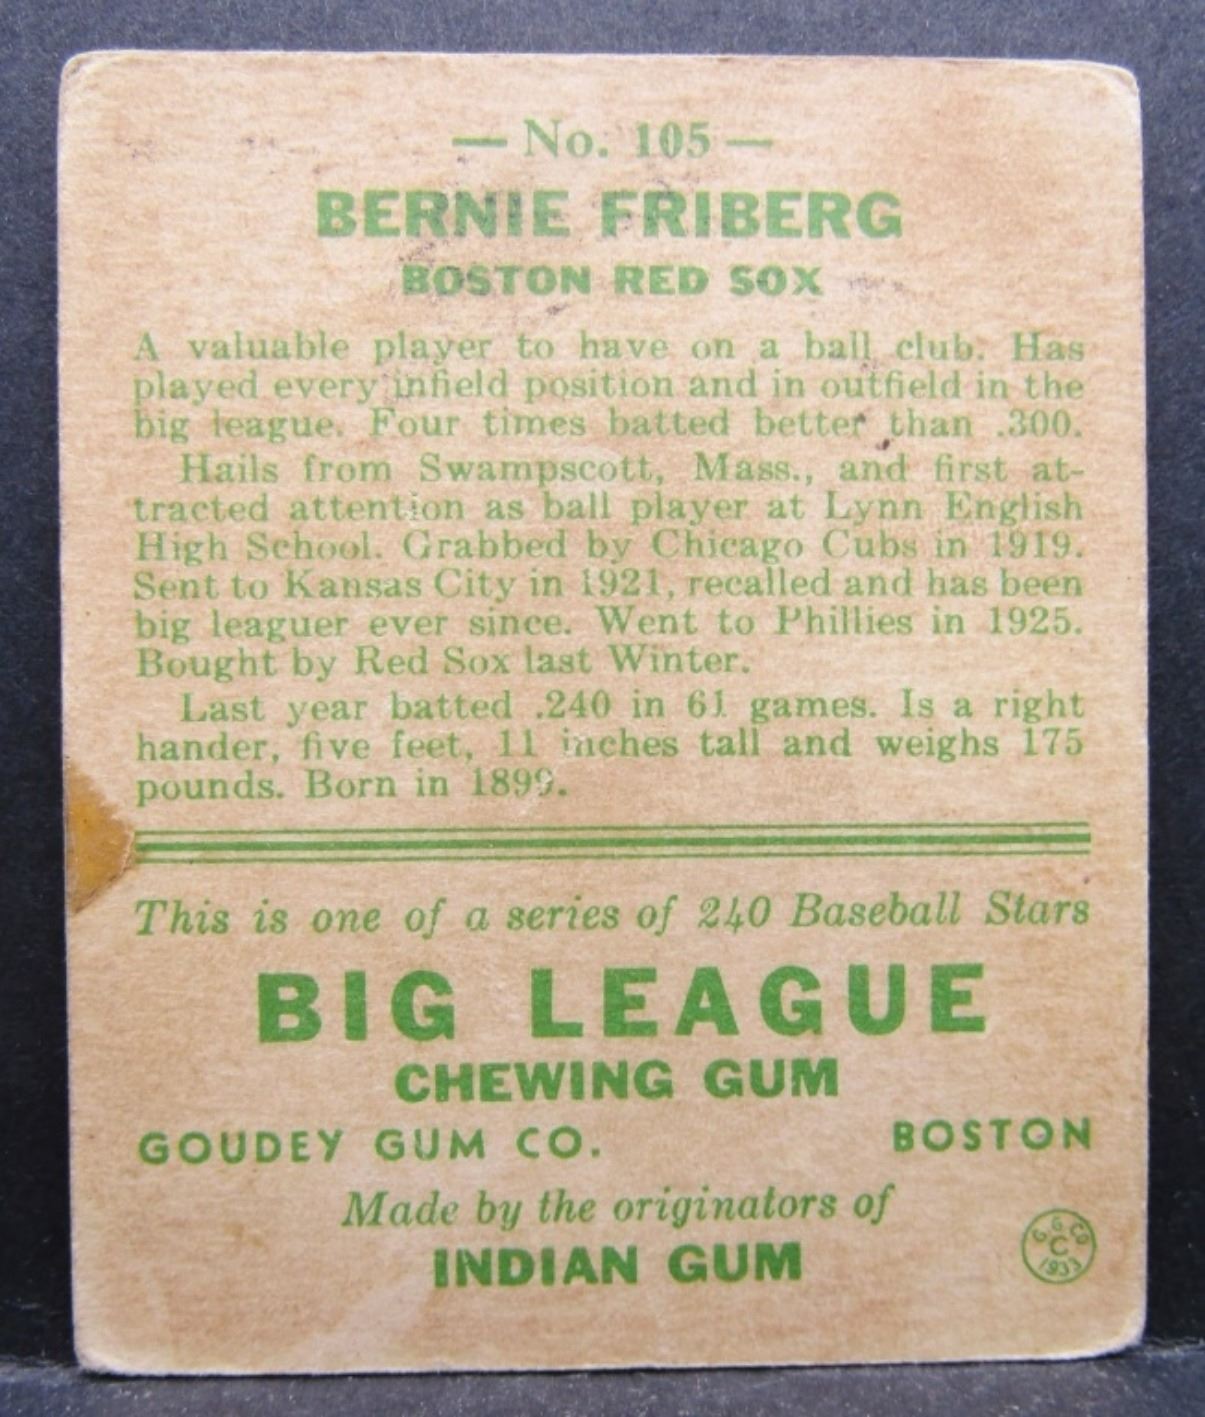 — No. 105 —
BERNIE FRIBERG
BOSTON RED SOX
A valuable player to have on a ball club. Has
played every infield position and in outfield in the
big league. Four times batted better than .300.
Hails from Swampscott, Mass., and first at-
tracted attention as ball player at Lynn English
High School. Grabbed by Chicago Cubs in 1919.
Sent to Kansas City in 1921, recalled and has been
big leaguer ever since. Went to Phillies in 1925.
Bought by Red Sox last Winter.
Last year batted .240 in 61 games. Is a right
hander, five feet, 11 inches tall and weighs 175
pounds. Born in 1899.
This is one of a series of 240 Baseball Stars
BIG LEAGUE
CHEWING GUM
GOUDEY GUM CO. BOSTON
Made by the originators of
INDIAN GUM
G. G. CO
C
1933